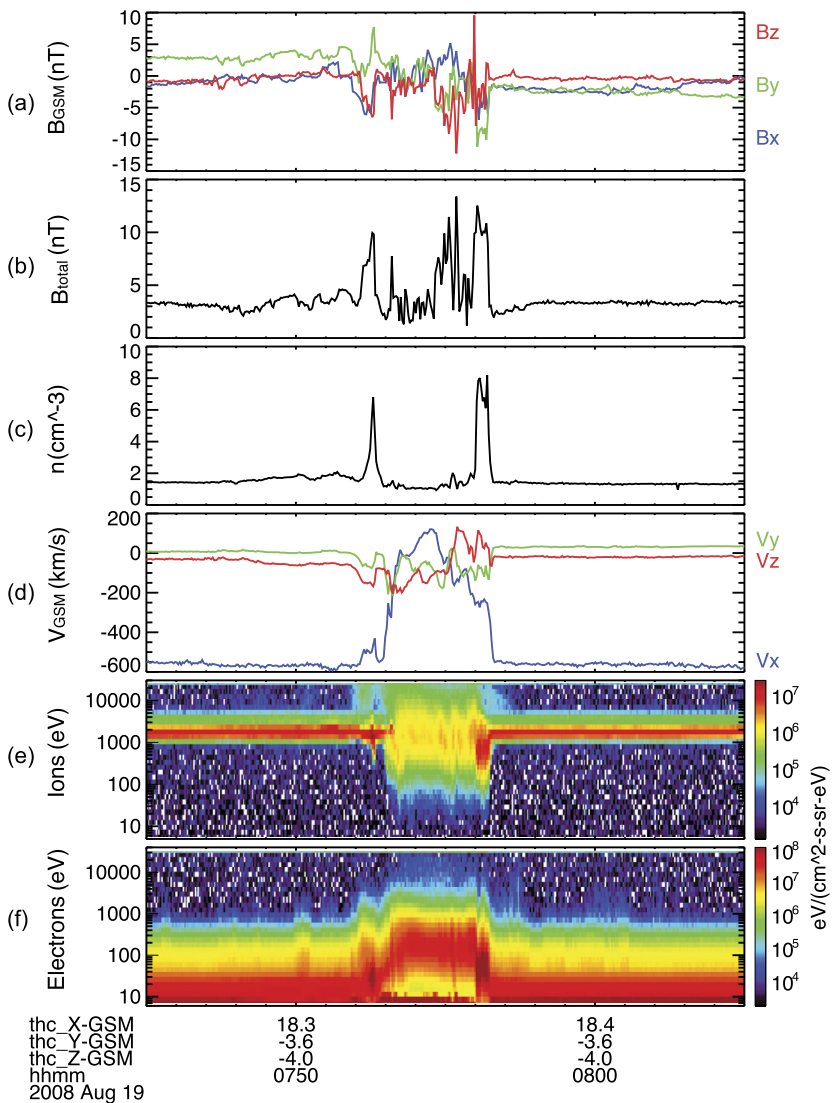 (a)
B_GSM (nT)
10
5
0
-5
-10
-15
Bz
By
Bx
(b)
B_total (nT)
15
10
5
0
(c)
n(cm^-3)
10
8
6
4
2
0
(d)
V_GSM (km/s)
200
0
-200
-400
-600
Vy
Vz
Vx
(e)
Ions (eV)
10000
1000
100
10
10^7
10^6
10^5
10^4
(f)
Electrons (eV)
10000
1000
100
10
10^8
10^7
10^6
10^5
10^4
eV/(cm^2-s-sr-eV)
thc_X-GSM 18.3 18.4
thc_Y-GSM -3.6 -3.6
thc_Z-GSM -4.0 -4.0
hhmm 0750 0800
2008 Aug 19